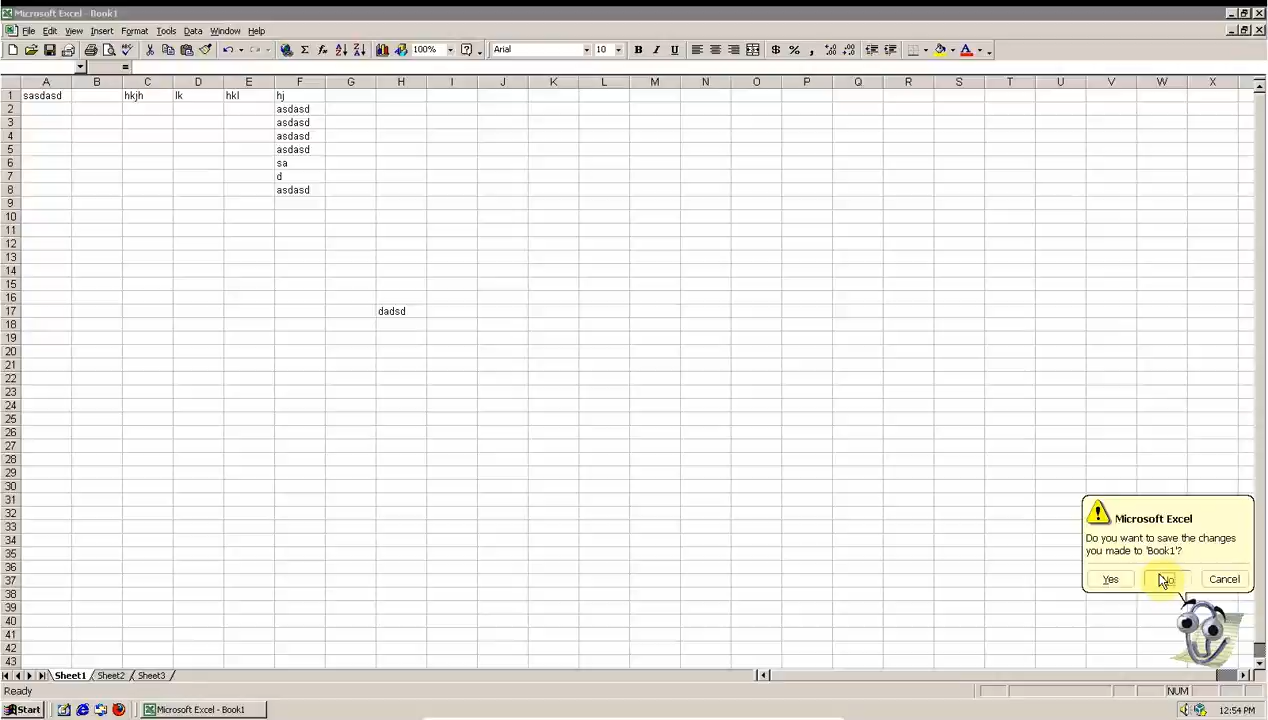 Microsoft Excel - Book1
File Edit View Insert Format Tools Data Window Help
100% Arial 10 B I U $ % ,
=
A B C D E F G H I J K L M N O P Q R S T U V W X
1 sasdasd hkjh lk hkl hj
2 asdasd
3 asdasd
4 asdasd
5 asdasd
6 sa
7 d
8 asdasd
9
10
11
12
13
14
15
16
17 dadsd
18
19
20
21
22
23
24
25
26
27
28
29
30
31
32
33
34
35
36
37
38
39
40
41
42
43
Microsoft Excel
Do you want to save the changes
you made to 'Book1'?
Yes No Cancel
Sheet1 Sheet2 Sheet3
Ready NUM
Start Microsoft Excel - Book1 12:54 PM